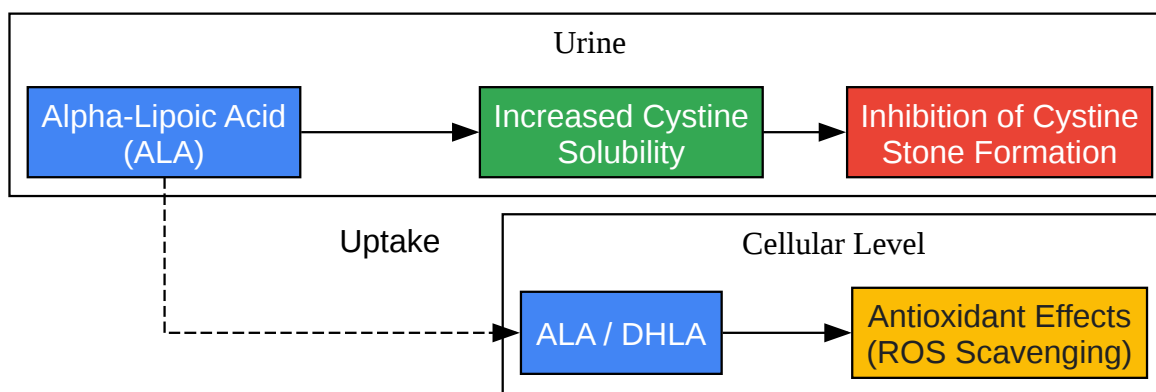 Urine
Alpha-Lipoic Acid
(ALA)
Increased Cystine
Solubility
Inhibition of Cystine
Stone Formation
Uptake
Cellular Level
ALA / DHLA
Antioxidant Effects
(ROS Scavenging)